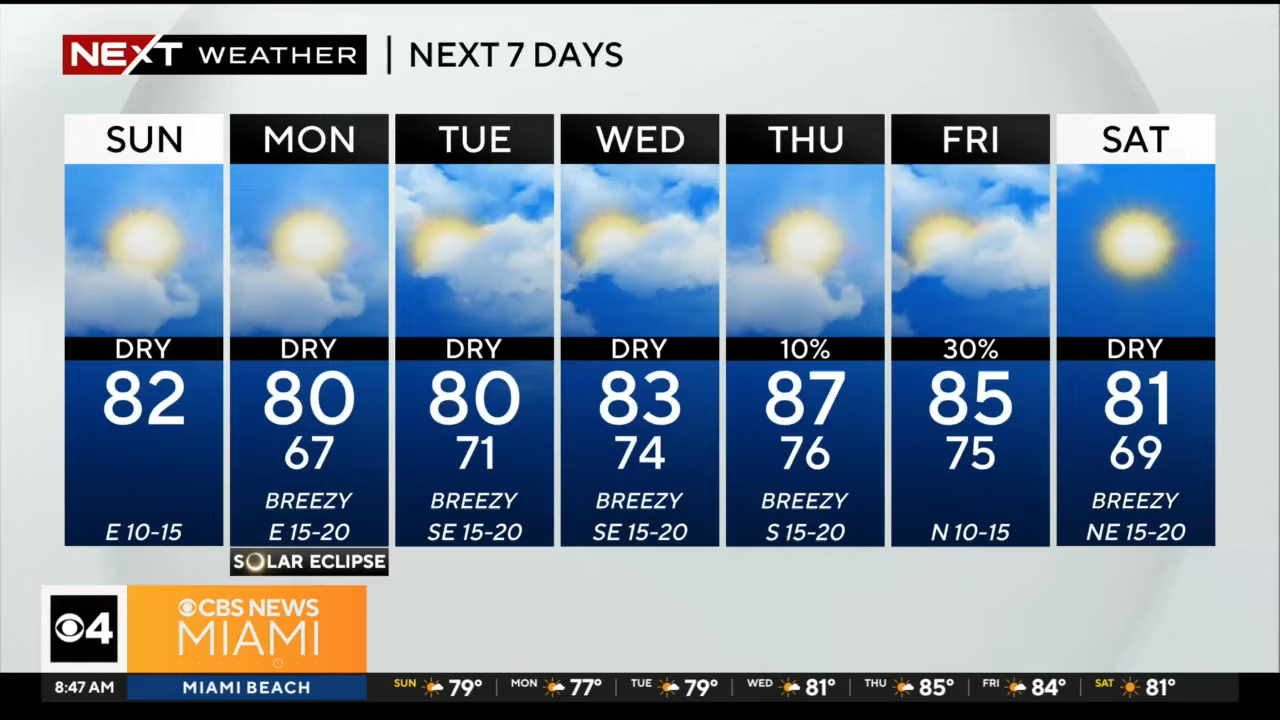 NEXT WEATHER | NEXT 7 DAYS
SUN MON TUE WED THU FRI SAT
DRY DRY DRY DRY 10% 30% DRY
82 80 80 83 87 85 81
67 71 74 76 75 69
BREEZY BREEZY BREEZY BREEZY BREEZY
E 10-15 E 15-20 SE 15-20 SE 15-20 S 15-20 N 10-15 NE 15-20
SOLAR ECLIPSE
4 CBS NEWS
MIAMI
8:47 AM MIAMI BEACH SUN 79° MON 77° TUE 79° WED 81° THU 85° FRI 84° SAT 81°